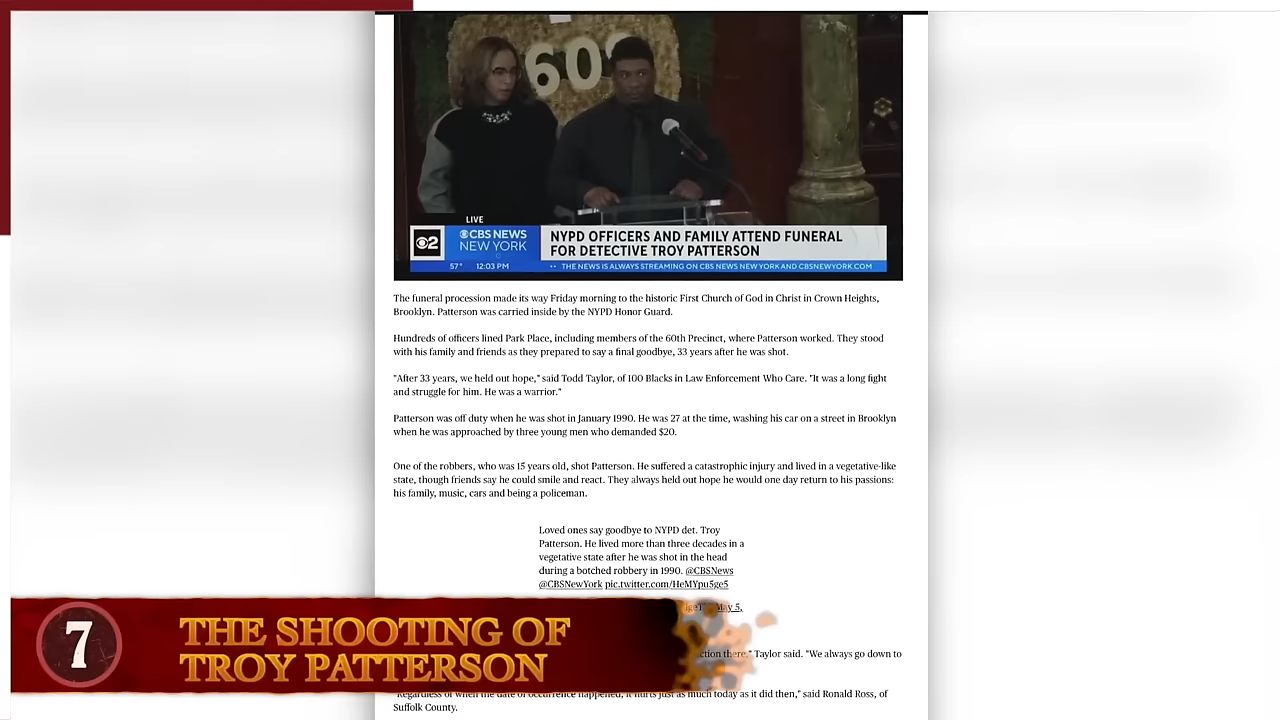 60
LIVE
2
CBS NEWS
NEW YORK
NYPD OFFICERS AND FAMILY ATTEND FUNERAL
FOR DETECTIVE TROY PATTERSON
57° 12:03 PM
THE NEWS IS ALWAYS STREAMING ON CBS NEWS NEW YORK AND CBSNEWYORK.COM
The funeral procession made its way Friday morning to the historic First Church of God in Christ in Crown Heights,
Brooklyn. Patterson was carried inside by the NYPD Honor Guard.
Hundreds of officers lined Park Place, including members of the 60th Precinct, where Patterson worked. They stood
with his family and friends as they prepared to say a final goodbye, 33 years after he was shot.
"After 33 years, we held out hope," said Todd Taylor, of 100 Blacks in Law Enforcement Who Care. "It was a long fight
and struggle for him. He was a warrior."
Patterson was off duty when he was shot in January 1990. He was 27 at the time, washing his car on a street in Brooklyn
when he was approached by three young men who demanded $20.
One of the robbers, who was 15 years old, shot Patterson. He suffered a catastrophic injury and lived in a vegetative-like
state, though friends say he could smile and react. They always held out hope he would one day return to his passions:
his family, music, cars and being a policeman.
Loved ones say goodbye to NYPD det. Troy
Patterson. He lived more than three decades in a
vegetative state after he was shot in the head
during a botched robbery in 1990. @CBSNews
@CBSNewYork pic.twitter.com/HeMYpu5ge5
May 5,
7
THE SHOOTING OF
TROY PATTERSON
there," Taylor said. "We always go down to
"Regardless of when the date of occurrence happened, it hurts just as much today as it did then," said Ronald Ross, of
Suffolk County.